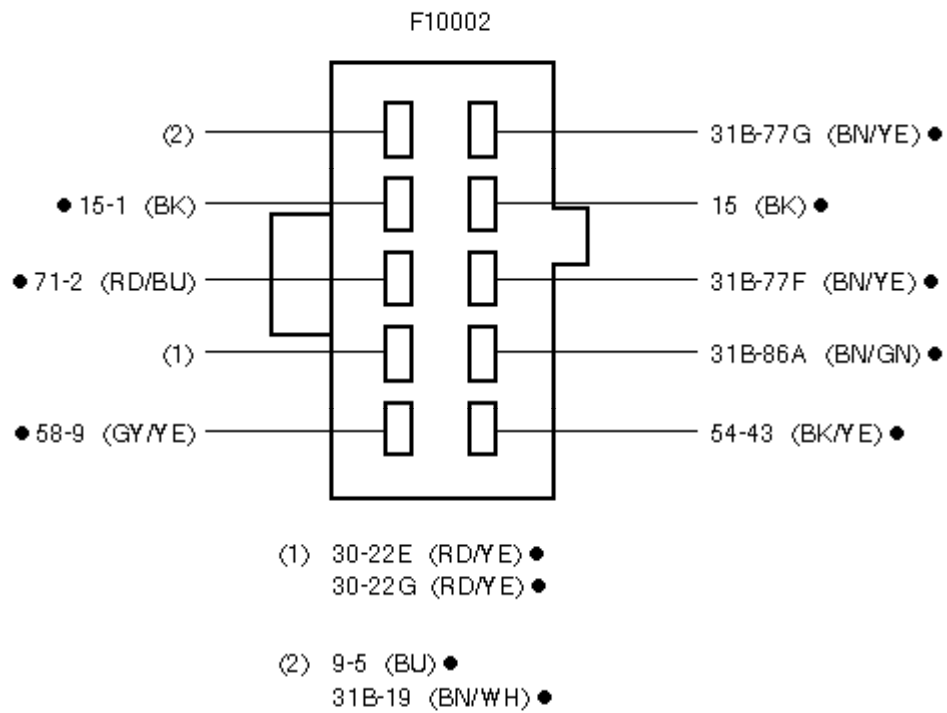 F10002
(2) 31B-77G (BN/YE) ●
● 15-1 (BK) 15 (BK) ●
● 71-2 (RD/BU) 31B-77F (BN/YE) ●
(1) 31B-86A (BN/GN) ●
● 58-9 (GY/YE) 54-43 (BK/YE) ●
(1) 30-22E (RD/YE) ●
30-22G (RD/YE) ●
(2) 9-5 (BU) ●
31B-19 (BN/WH) ●